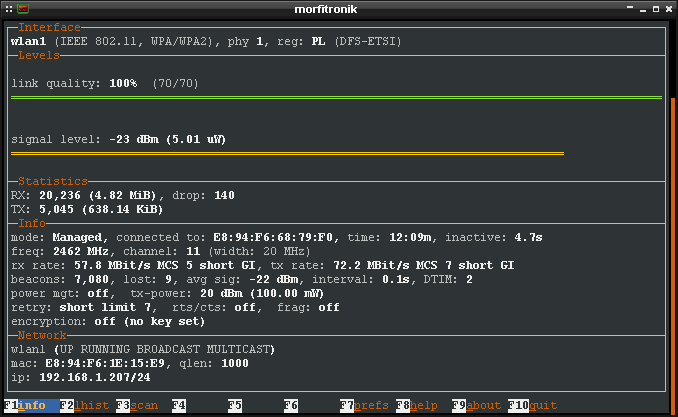 morfitronik
Interface
wlan1 (IEEE 802.11, WPA/WPA2), phy 1, reg: PL (DFS-ETSI)
Levels
link quality: 100% (70/70)
signal level: -23 dBm (5.01 uW)
Statistics
RX: 20,236 (4.82 MiB), drop: 140
TX: 5,045 (638.14 KiB)
Info
mode: Managed, connected to: E8:94:F6:68:79:F0, time: 12:09m, inactive: 4.7s
freq: 2462 MHz, channel: 11 (width: 20 MHz)
rx rate: 57.8 MBit/s MCS 5 short GI, tx rate: 72.2 MBit/s MCS 7 short GI
beacons: 7,080, lost: 9, avg sig: -22 dBm, interval: 0.1s, DTIM: 2
power mgt: off, tx-power: 20 dBm (100.00 mW)
retry: short limit 7, rts/cts: off, frag: off
encryption: off (no key set)
Network
wlan1 (UP RUNNING BROADCAST MULTICAST)
mac: E8:94:F6:1E:15:E9, qlen: 1000
ip: 192.168.1.207/24
F1info F2lhist F3scan F4 F5 F6 F7prefs F8help F9about F10quit